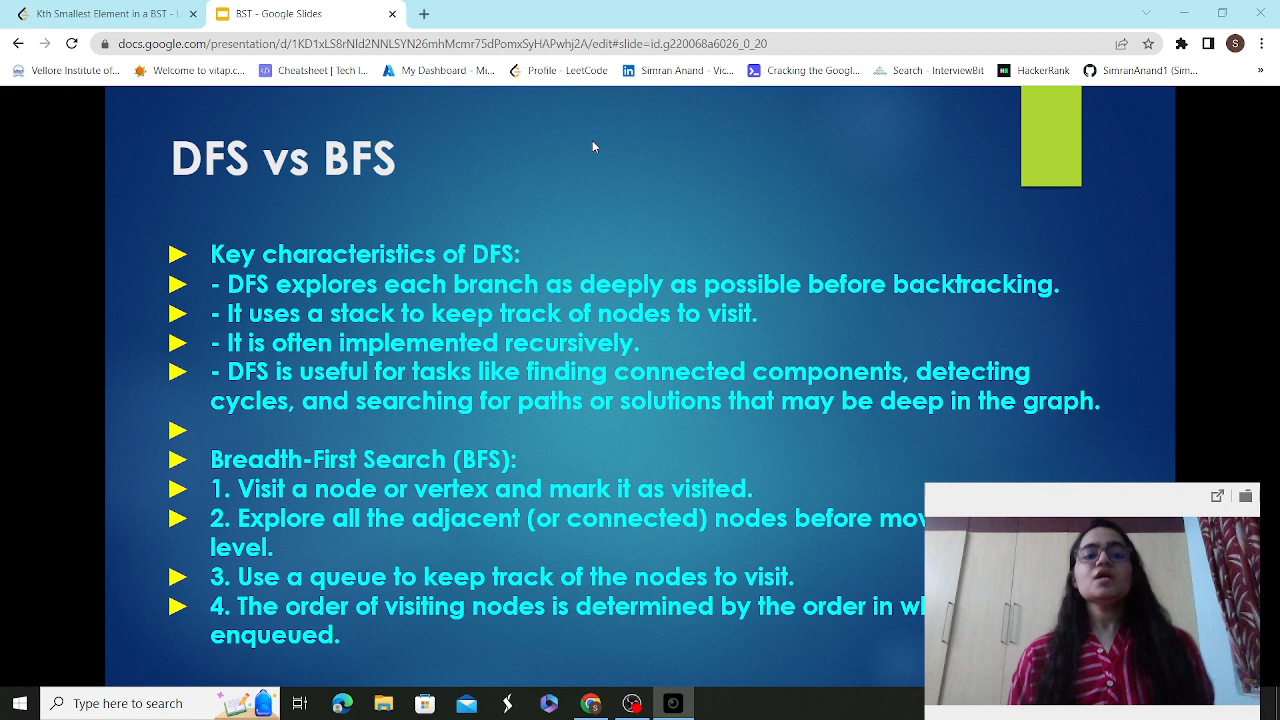 Kth Smallest Element in a BST - L
BST - Google Slides
docs.google.com/presentation/d/1KD1xLS8rNld2NNLSYN26mhMcmr75dPomxSyHAPwhj2A/edit#slide=id.g220068a6026_0_20
S
Vellore Institute of...
Welcome to vitap.c...
Cheatsheet | Tech I...
My Dashboard - Mi...
Profile - LeetCode
Simran Anand - Vic...
Cracking the Googl...
Search - InterviewBit
HackerRank
SimranAnand1 (Sim...
»
DFS vs BFS
Key characteristics of DFS:
- DFS explores each branch as deeply as possible before backtracking.
- It uses a stack to keep track of nodes to visit.
- It is often implemented recursively.
- DFS is useful for tasks like finding connected components, detecting
cycles, and searching for paths or solutions that may be deep in the graph.
Breadth-First Search (BFS):
1. Visit a node or vertex and mark it as visited.
2. Explore all the adjacent (or connected) nodes before mov
level.
3. Use a queue to keep track of the nodes to visit.
4. The order of visiting nodes is determined by the order in wh
enqueued.
Type here to search